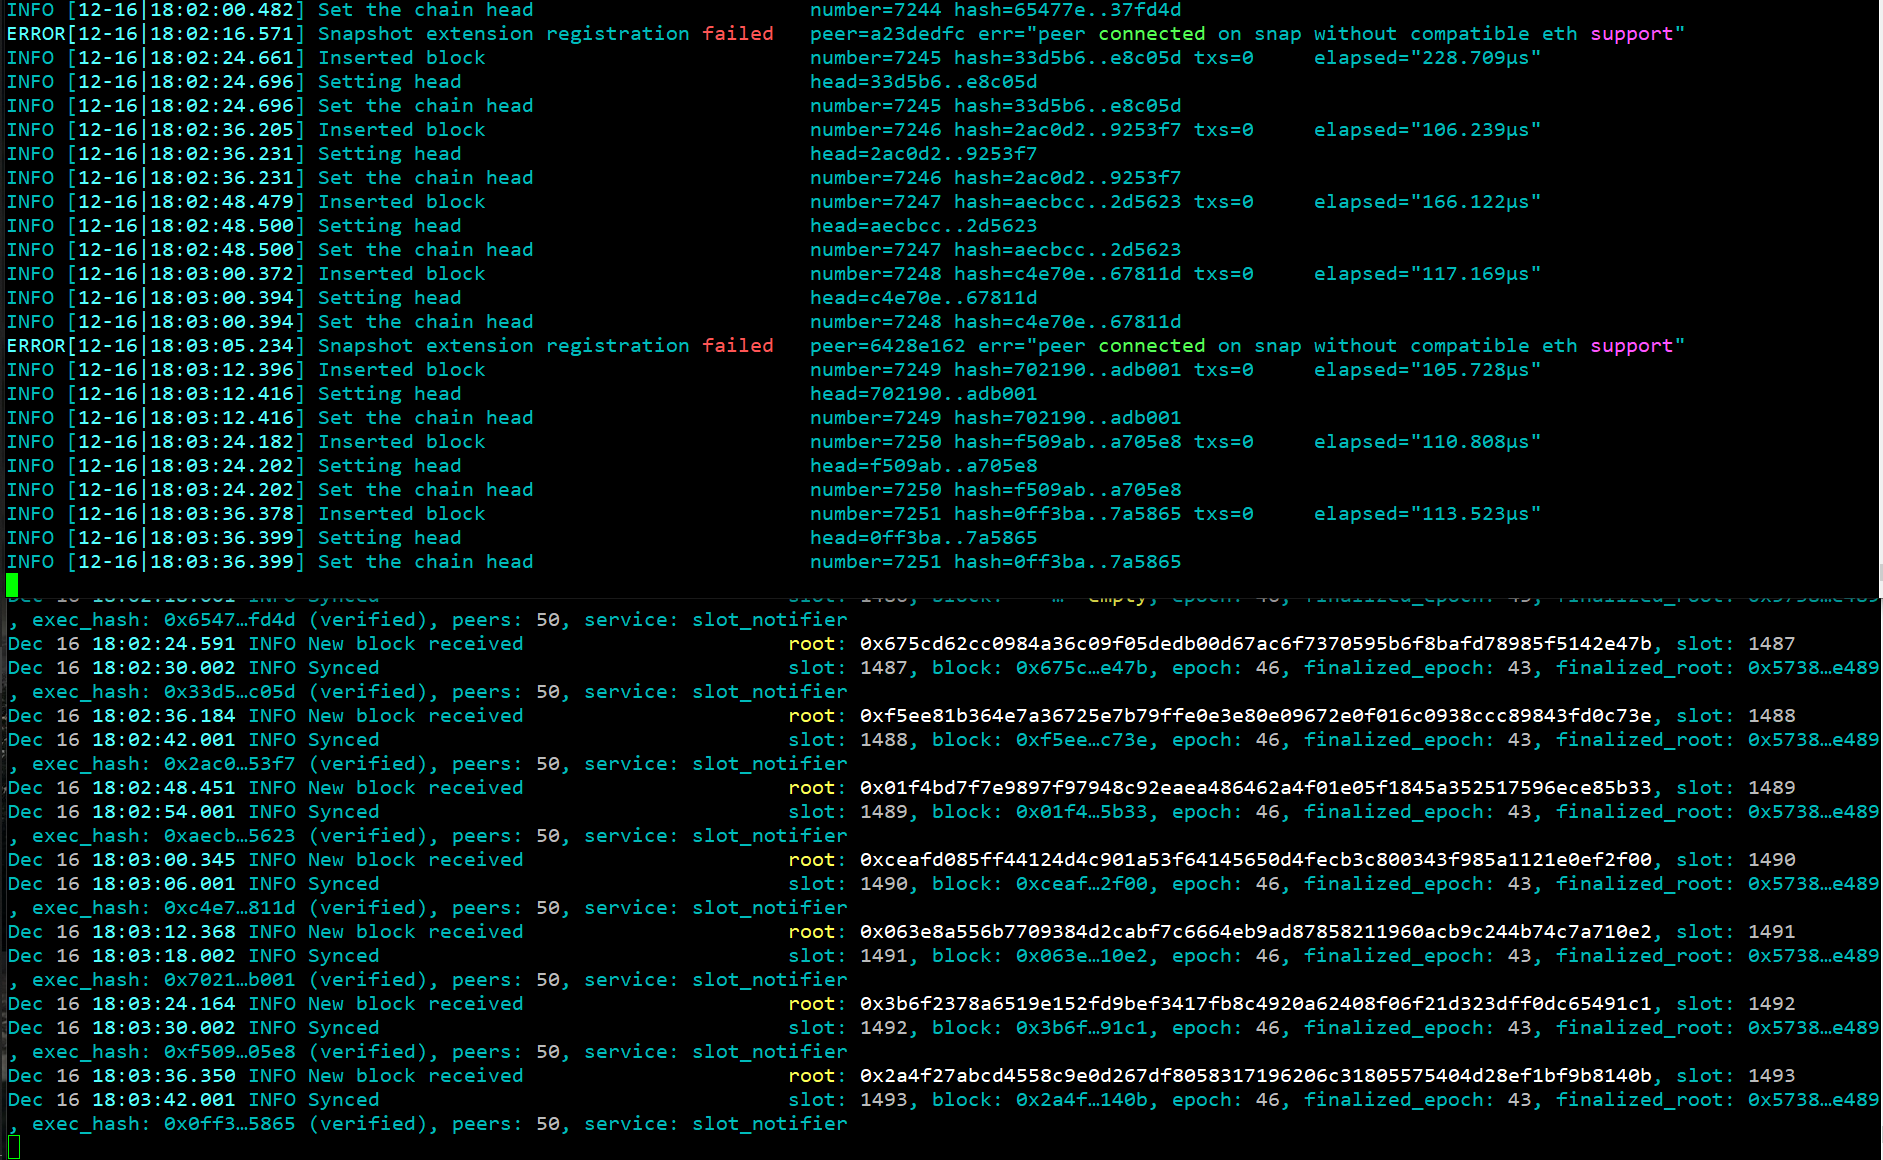 INFO [12-16|18:02:00.482] Set the chain head number=7244 hash=65477e..37fd4d
ERROR[12-16|18:02:16.571] Snapshot extension registration failed peer=a23dedfc err="peer connected on snap without compatible eth support"
INFO [12-16|18:02:24.661] Inserted block number=7245 hash=33d5b6..e8c05d txs=0 elapsed="228.709µs"
INFO [12-16|18:02:24.696] Setting head head=33d5b6..e8c05d
INFO [12-16|18:02:24.696] Set the chain head number=7245 hash=33d5b6..e8c05d
INFO [12-16|18:02:36.205] Inserted block number=7246 hash=2ac0d2..9253f7 txs=0 elapsed="106.239µs"
INFO [12-16|18:02:36.231] Setting head head=2ac0d2..9253f7
INFO [12-16|18:02:36.231] Set the chain head number=7246 hash=2ac0d2..9253f7
INFO [12-16|18:02:48.479] Inserted block number=7247 hash=aecbcc..2d5623 txs=0 elapsed="166.122µs"
INFO [12-16|18:02:48.500] Setting head head=aecbcc..2d5623
INFO [12-16|18:02:48.500] Set the chain head number=7247 hash=aecbcc..2d5623
INFO [12-16|18:03:00.372] Inserted block number=7248 hash=c4e70e..67811d txs=0 elapsed="117.169µs"
INFO [12-16|18:03:00.394] Setting head head=c4e70e..67811d
INFO [12-16|18:03:00.394] Set the chain head number=7248 hash=c4e70e..67811d
ERROR[12-16|18:03:05.234] Snapshot extension registration failed peer=6428e162 err="peer connected on snap without compatible eth support"
INFO [12-16|18:03:12.396] Inserted block number=7249 hash=702190..adb001 txs=0 elapsed="105.728µs"
INFO [12-16|18:03:12.416] Setting head head=702190..adb001
INFO [12-16|18:03:12.416] Set the chain head number=7249 hash=702190..adb001
INFO [12-16|18:03:24.182] Inserted block number=7250 hash=f509ab..a705e8 txs=0 elapsed="110.808µs"
INFO [12-16|18:03:24.202] Setting head head=f509ab..a705e8
INFO [12-16|18:03:24.202] Set the chain head number=7250 hash=f509ab..a705e8
INFO [12-16|18:03:36.378] Inserted block number=7251 hash=0ff3ba..7a5865 txs=0 elapsed="113.523µs"
INFO [12-16|18:03:36.399] Setting head head=0ff3ba..7a5865
INFO [12-16|18:03:36.399] Set the chain head number=7251 hash=0ff3ba..7a5865
Dec 16 INFO Synced slot: block: … empty, epoch: finalized_epoch: finalized_root:
, exec_hash: 0x6547…fd4d (verified), peers: 50, service: slot_notifier
Dec 16 18:02:24.591 INFO New block received root: 0x675cd62cc0984a36c09f05dedb00d67ac6f7370595b6f8bafd78985f5142e47b, slot: 1487
Dec 16 18:02:30.002 INFO Synced slot: 1487, block: 0x675c…e47b, epoch: 46, finalized_epoch: 43, finalized_root: 0x5738…e489
, exec_hash: 0x33d5…c05d (verified), peers: 50, service: slot_notifier
Dec 16 18:02:36.184 INFO New block received root: 0xf5ee81b364e7a36725e7b79ffe0e3e80e09672e0f016c0938ccc89843fd0c73e, slot: 1488
Dec 16 18:02:42.001 INFO Synced slot: 1488, block: 0xf5ee…c73e, epoch: 46, finalized_epoch: 43, finalized_root: 0x5738…e489
, exec_hash: 0x2ac0…53f7 (verified), peers: 50, service: slot_notifier
Dec 16 18:02:48.451 INFO New block received root: 0x01f4bd7f7e9897f97948c92eaea486462a4f01e05f1845a352517596ece85b33, slot: 1489
Dec 16 18:02:54.001 INFO Synced slot: 1489, block: 0x01f4…5b33, epoch: 46, finalized_epoch: 43, finalized_root: 0x5738…e489
, exec_hash: 0xaecb…5623 (verified), peers: 50, service: slot_notifier
Dec 16 18:03:00.345 INFO New block received root: 0xceafd085ff44124d4c901a53f64145650d4fecb3c800343f985a1121e0ef2f00, slot: 1490
Dec 16 18:03:06.001 INFO Synced slot: 1490, block: 0xceaf…2f00, epoch: 46, finalized_epoch: 43, finalized_root: 0x5738…e489
, exec_hash: 0xc4e7…811d (verified), peers: 50, service: slot_notifier
Dec 16 18:03:12.368 INFO New block received root: 0x063e8a556b7709384d2cabf7c6664eb9ad87858211960acb9c244b74c7a710e2, slot: 1491
Dec 16 18:03:18.002 INFO Synced slot: 1491, block: 0x063e…10e2, epoch: 46, finalized_epoch: 43, finalized_root: 0x5738…e489
, exec_hash: 0x7021…b001 (verified), peers: 50, service: slot_notifier
Dec 16 18:03:24.164 INFO New block received root: 0x3b6f2378a6519e152fd9bef3417fb8c4920a62408f06f21d323dff0dc65491c1, slot: 1492
Dec 16 18:03:30.002 INFO Synced slot: 1492, block: 0x3b6f…91c1, epoch: 46, finalized_epoch: 43, finalized_root: 0x5738…e489
, exec_hash: 0xf509…05e8 (verified), peers: 50, service: slot_notifier
Dec 16 18:03:36.350 INFO New block received root: 0x2a4f27abcd4558c9e0d267df8058317196206c31805575404d28ef1bf9b8140b, slot: 1493
Dec 16 18:03:42.001 INFO Synced slot: 1493, block: 0x2a4f…140b, epoch: 46, finalized_epoch: 43, finalized_root: 0x5738…e489
, exec_hash: 0x0ff3…5865 (verified), peers: 50, service: slot_notifier